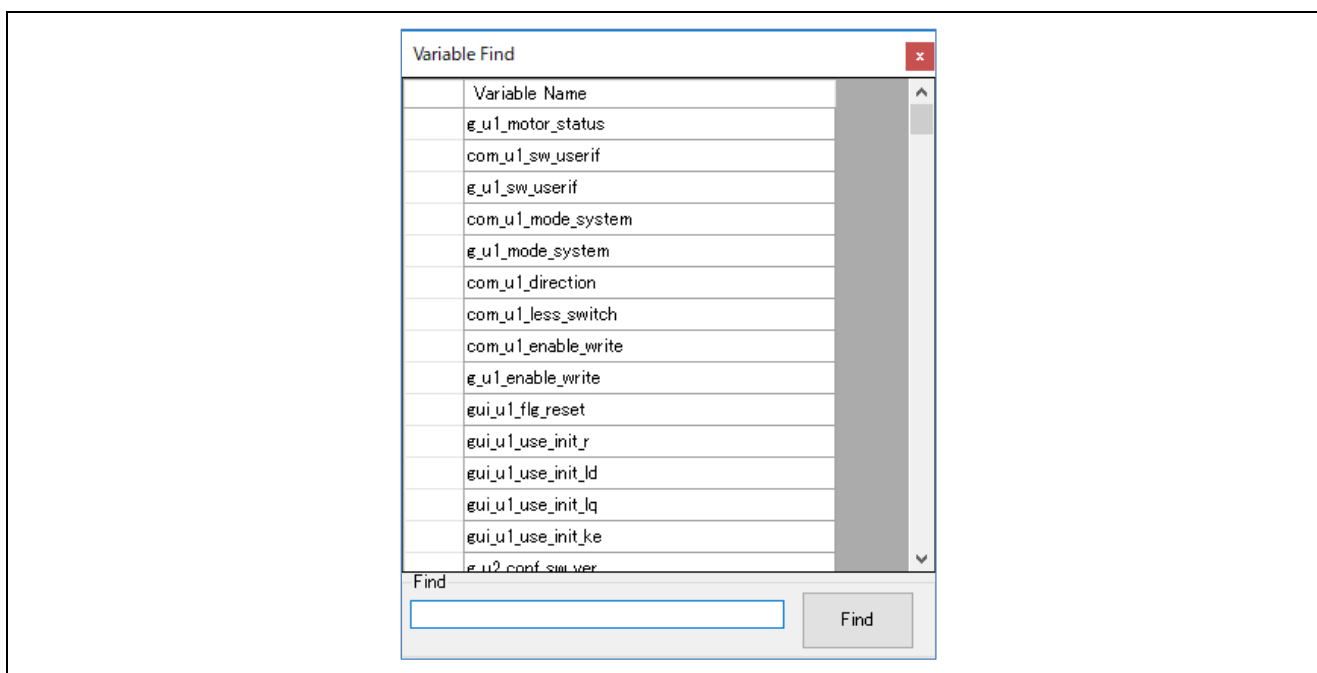 Variable Find
x
Variable Name
g_u1_motor_status
com_u1_sw_userif
g_u1_sw_userif
com_u1_mode_system
g_u1_mode_system
com_u1_direction
com_u1_less_switch
com_u1_enable_write
g_u1_enable_write
gui_u1_flg_reset
gui_u1_use_init_r
gui_u1_use_init_ld
gui_u1_use_init_lq
gui_u1_use_init_ke
g_u2_conf_sw_ver
Find
Find